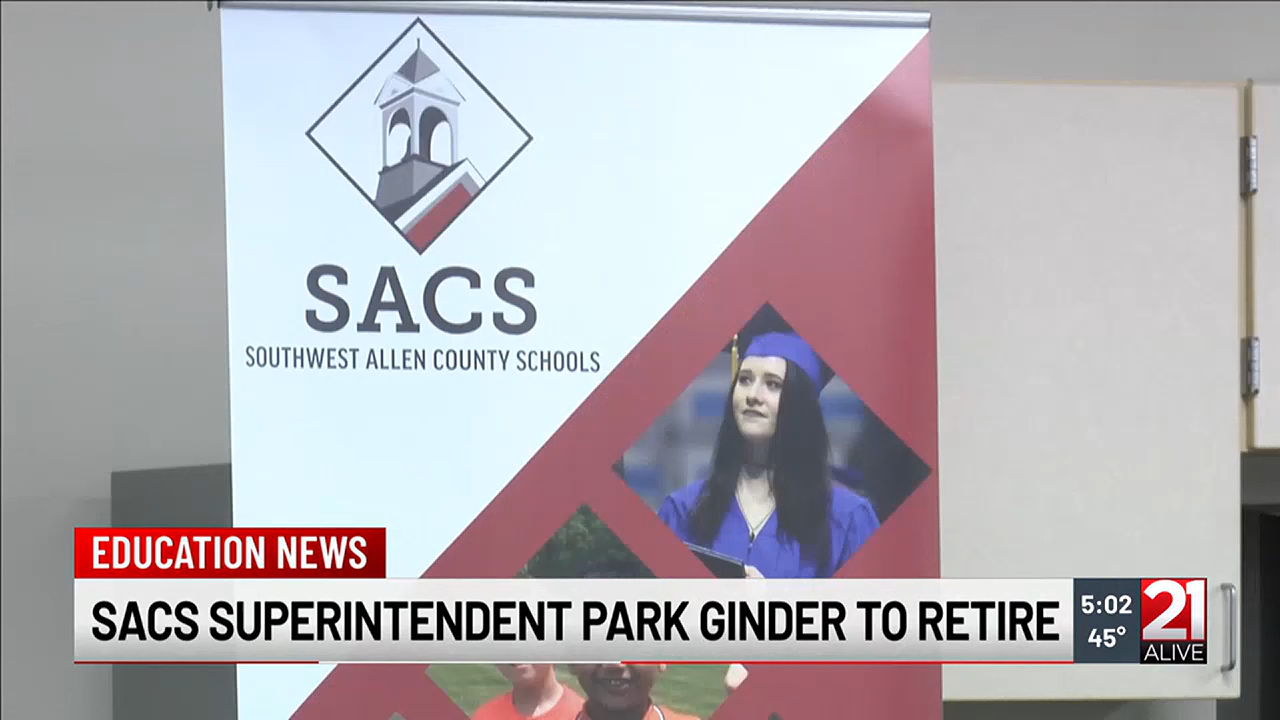 SACS
SOUTHWEST ALLEN COUNTY SCHOOLS
EDUCATION NEWS
SACS SUPERINTENDENT PARK GINDER TO RETIRE
5:02
45°
21
ALIVE